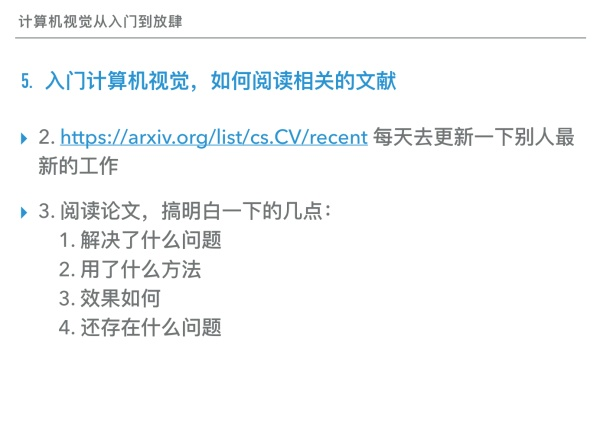 计算机视觉从入门到放肆
5. 入门计算机视觉，如何阅读相关的文献
2. https://arxiv.org/list/cs.CV/recent 每天去更新一下别人最
新的工作
3. 阅读论文，搞明白一下的几点：
1. 解决了什么问题
2. 用了什么方法
3. 效果如何
4. 还存在什么问题